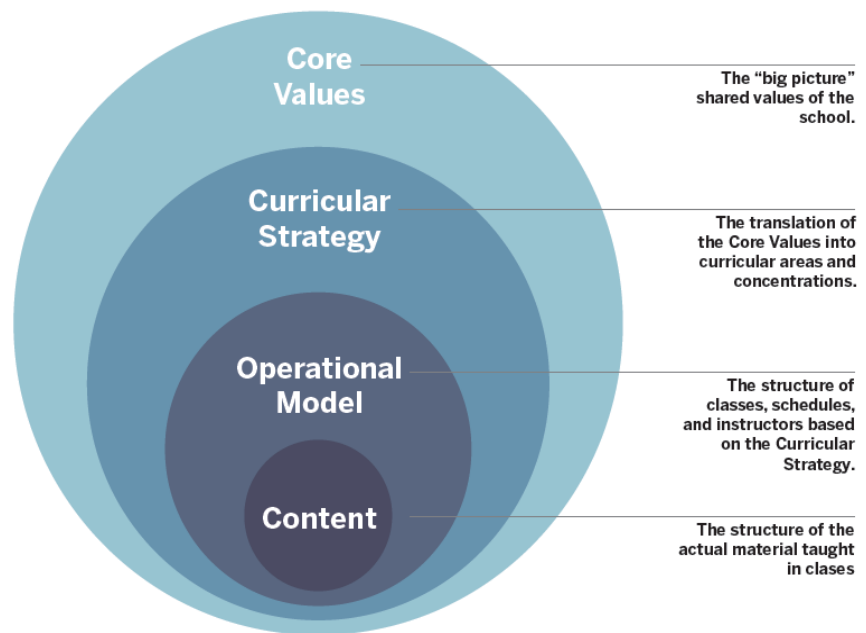 Core
Values
The “big picture”
shared values of the
school.
Curricular
Strategy
The translation of
the Core Values into
curricular areas and
concentrations.
Operational
Model
The structure of
classes, schedules,
and instructors based
on the Curricular
Strategy.
Content
The structure of the
actual material taught
in clases